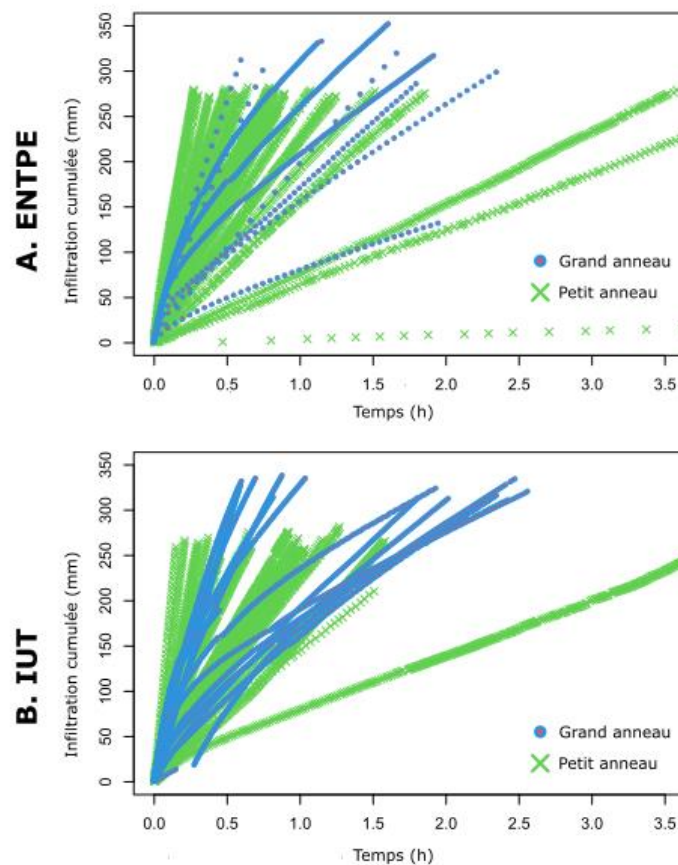 A. ENTPE
Infiltration cumulée (mm)
350
300
250
200
150
100
50
0
Grand anneau
Petit anneau
0.0 0.5 1.0 1.5 2.0 2.5 3.0 3.5
Temps (h)
B. IUT
Infiltration cumulée (mm)
350
300
250
200
150
100
50
0
Grand anneau
Petit anneau
0.0 0.5 1.0 1.5 2.0 2.5 3.0 3.5
Temps (h)